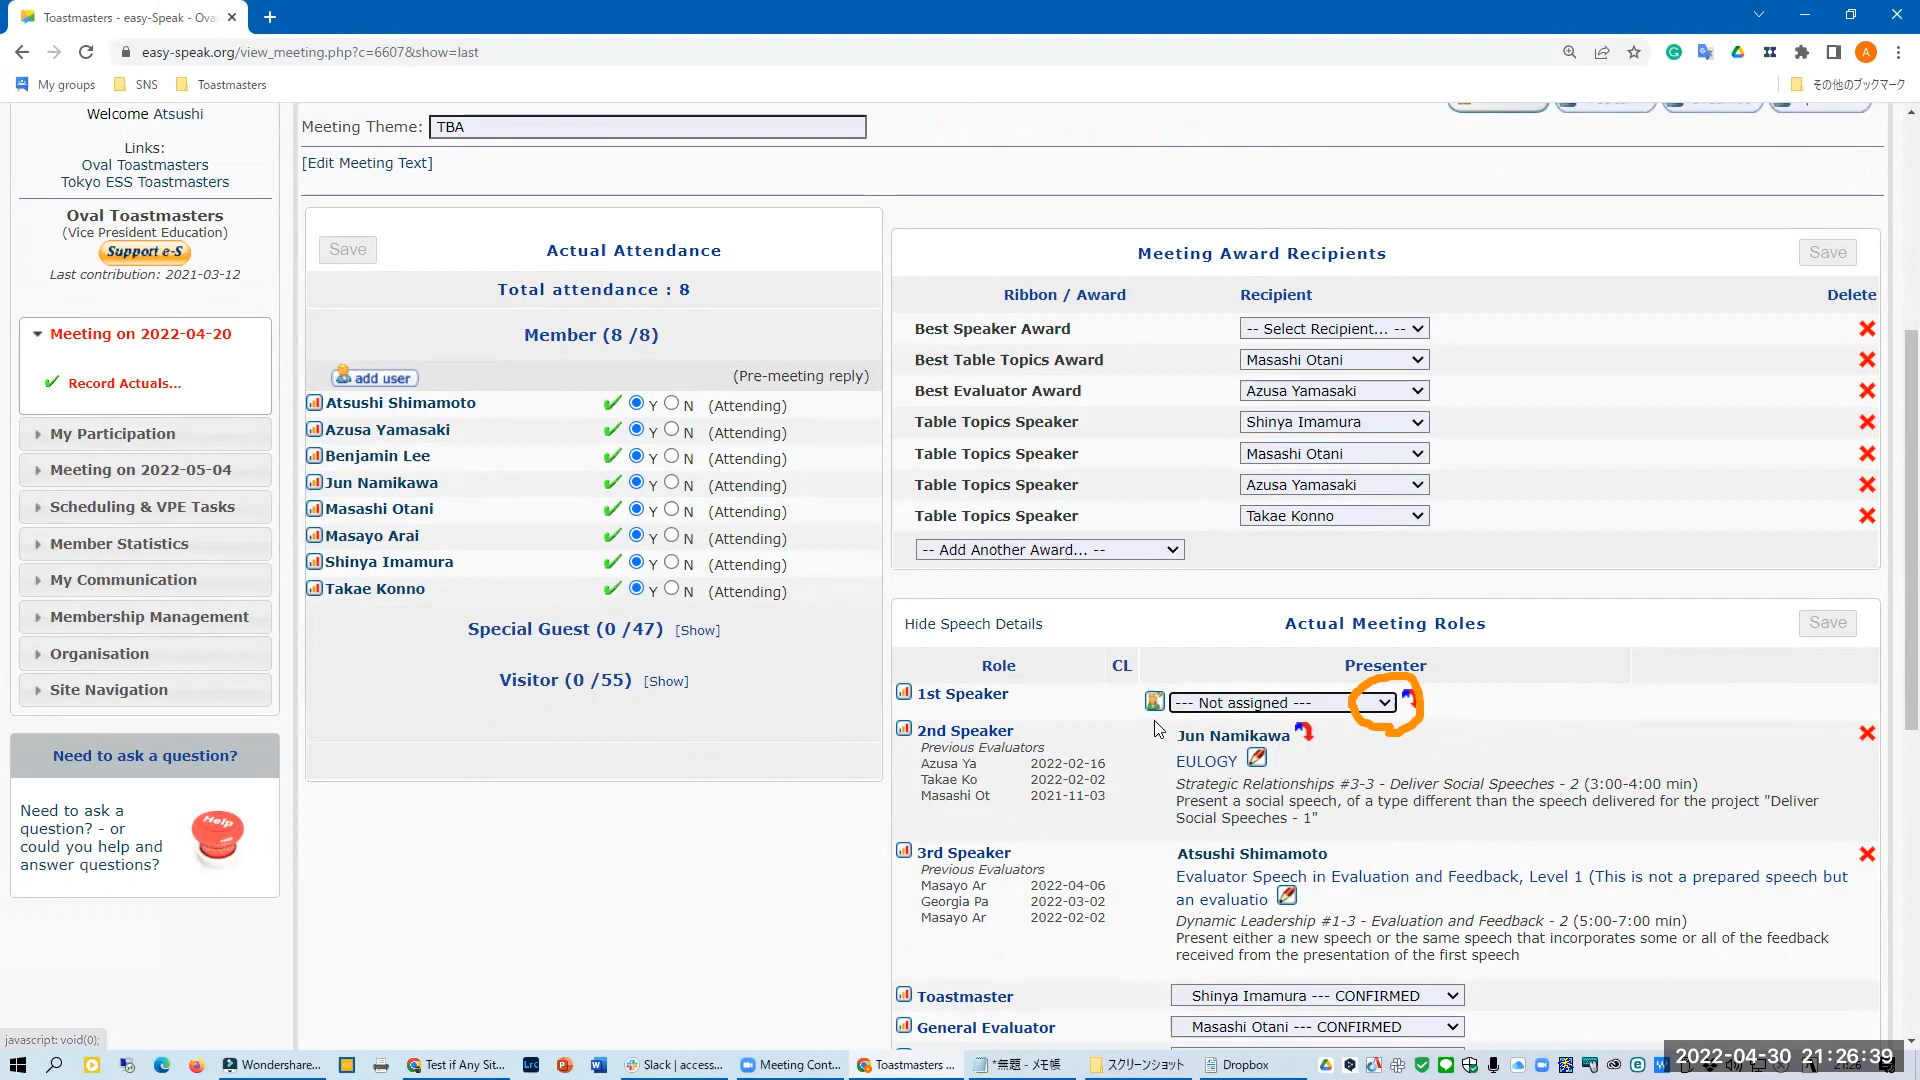 Toastmasters - easy-Speak - Ova
easy-speak.org/view_meeting.php?c=6607&show=last
A
My groups
SNS
Toastmasters
その他のブックマーク
Welcome Atsushi
Links:
Oval Toastmasters
Tokyo ESS Toastmasters
Oval Toastmasters
(Vice President Education)
Support e-S
Last contribution: 2021-03-12
Meeting on 2022-04-20
Record Actuals...
My Participation
Meeting on 2022-05-04
Scheduling & VPE Tasks
Member Statistics
My Communication
Membership Management
Organisation
Site Navigation
Need to ask a question?
Need to ask a
question? - or
could you help and
answer questions?
Help
Meeting Theme: TBA
[Edit Meeting Text]
Save
Actual Attendance
Total attendance : 8
Member (8 /8)
add user
(Pre-meeting reply)
Atsushi Shimamoto Y N (Attending)
Azusa Yamasaki Y N (Attending)
Benjamin Lee Y N (Attending)
Jun Namikawa Y N (Attending)
Masashi Otani Y N (Attending)
Masayo Arai Y N (Attending)
Shinya Imamura Y N (Attending)
Takae Konno Y N (Attending)
Special Guest (0 /47) [Show]
Visitor (0 /55) [Show]
Meeting Award Recipients
Save
Ribbon / Award Recipient Delete
Best Speaker Award -- Select Recipient... --
Best Table Topics Award Masashi Otani
Best Evaluator Award Azusa Yamasaki
Table Topics Speaker Shinya Imamura
Table Topics Speaker Masashi Otani
Table Topics Speaker Azusa Yamasaki
Table Topics Speaker Takae Konno
-- Add Another Award... --
Hide Speech Details
Actual Meeting Roles
Save
Role CL Presenter
1st Speaker --- Not assigned ---
2nd Speaker
Previous Evaluators
Azusa Ya 2022-02-16
Takae Ko 2022-02-02
Masashi Ot 2021-11-03
Jun Namikawa
EULOGY
Strategic Relationships #3-3 - Deliver Social Speeches - 2 (3:00-4:00 min)
Present a social speech, of a type different than the speech delivered for the project "Deliver
Social Speeches - 1"
3rd Speaker
Previous Evaluators
Masayo Ar 2022-04-06
Georgia Pa 2022-03-02
Masayo Ar 2022-02-02
Atsushi Shimamoto
Evaluator Speech in Evaluation and Feedback, Level 1 (This is not a prepared speech but
an evaluatio
Dynamic Leadership #1-3 - Evaluation and Feedback - 2 (5:00-7:00 min)
Present either a new speech or the same speech that incorporates some or all of the feedback
received from the presentation of the first speech
Toastmaster Shinya Imamura --- CONFIRMED
General Evaluator Masashi Otani --- CONFIRMED
javascript: void(0);
Wondershare...
Test if Any Sit...
Lrc
Slack | access...
Meeting Cont...
Toastmasters ...
*無題 - メモ帳
スクリーンショット
Dropbox
2022-04-30 21:26:39